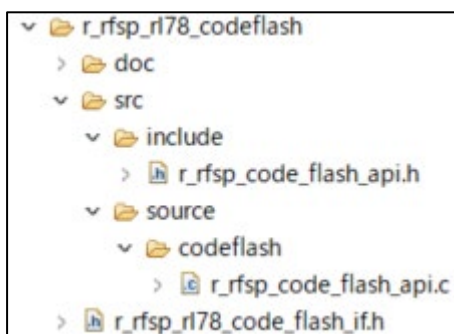 r_rfsp_rl78_codeflash
doc
src
include
r_rfsp_code_flash_api.h
source
codeflash
r_rfsp_code_flash_api.c
r_rfsp_rl78_code_flash_if.h